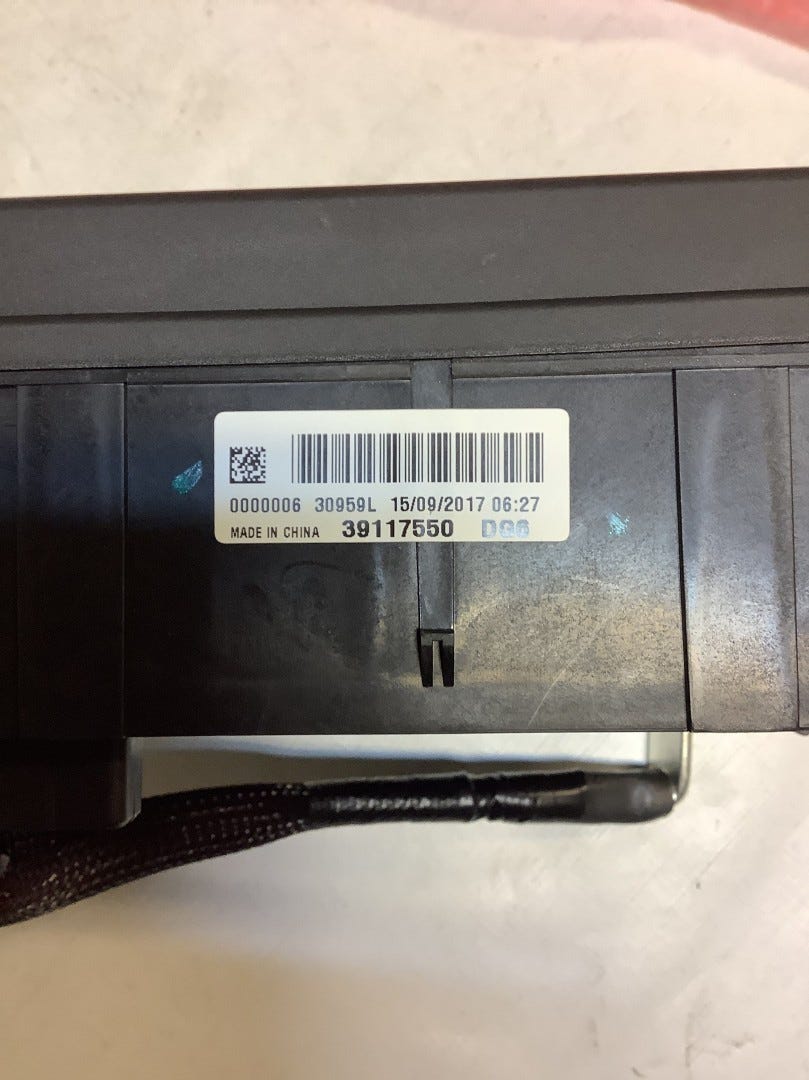 0000006 30959L 15/09/2017 06:27
MADE IN CHINA 39117550 DG6